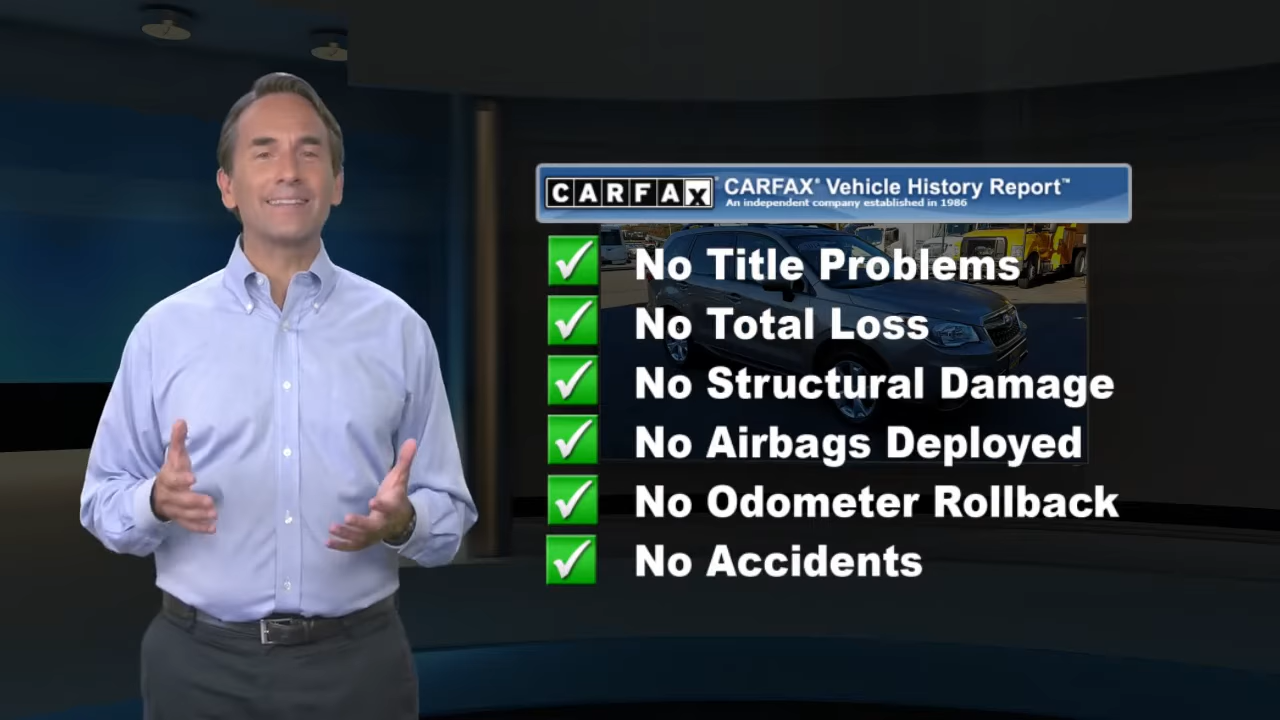 CARFAX
CARFAX® Vehicle History Report™
An independent company established in 1986
No Title Problems
No Total Loss
No Structural Damage
No Airbags Deployed
No Odometer Rollback
No Accidents